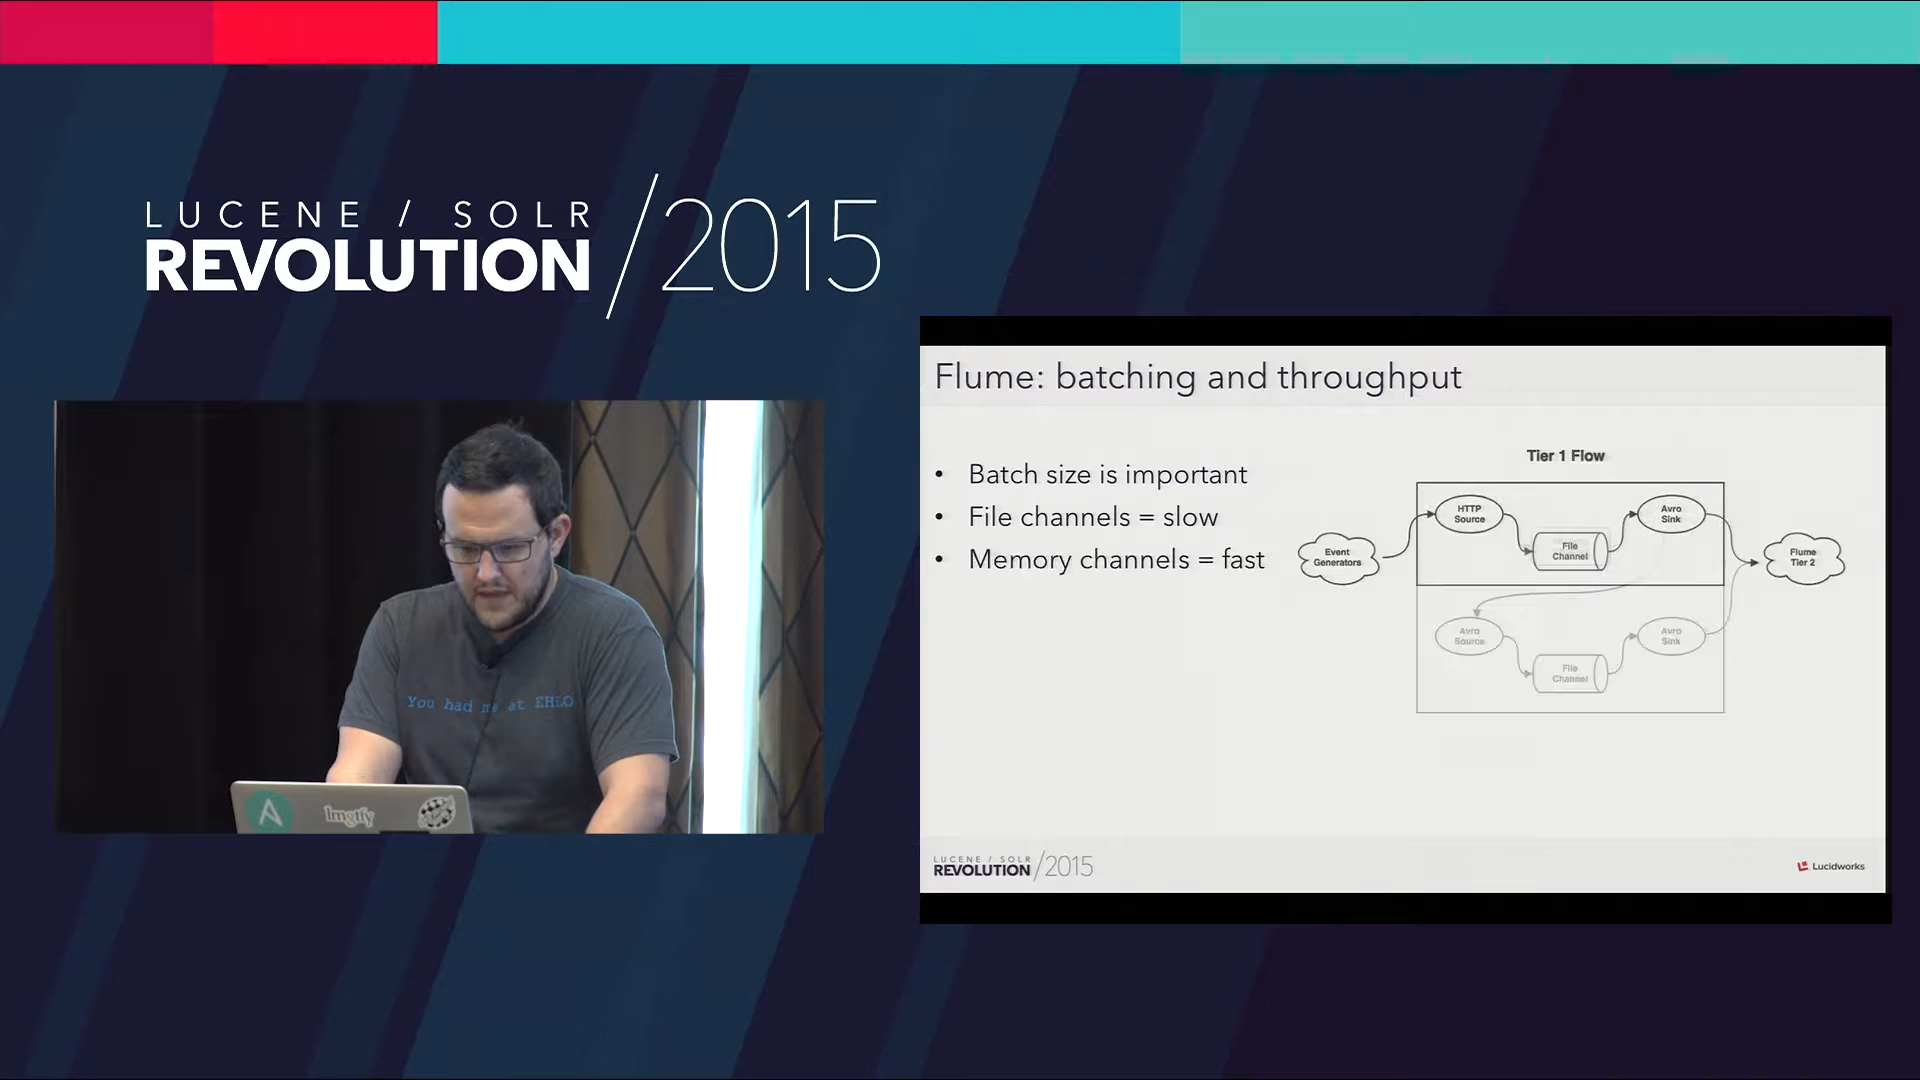 LUCENE / SOLR
REVOLUTION /2015
You had me at EHLO
lmgtfy
Flume: batching and throughput
• Batch size is important
• File channels = slow
• Memory channels = fast
Tier 1 Flow
Event
Generators
HTTP
Source
File
Channel
Avro
Sink
Flume
Tier 2
Avro
Source
File
Channel
Avro
Sink
LUCENE / SOLR
REVOLUTION /2015
Lucidworks